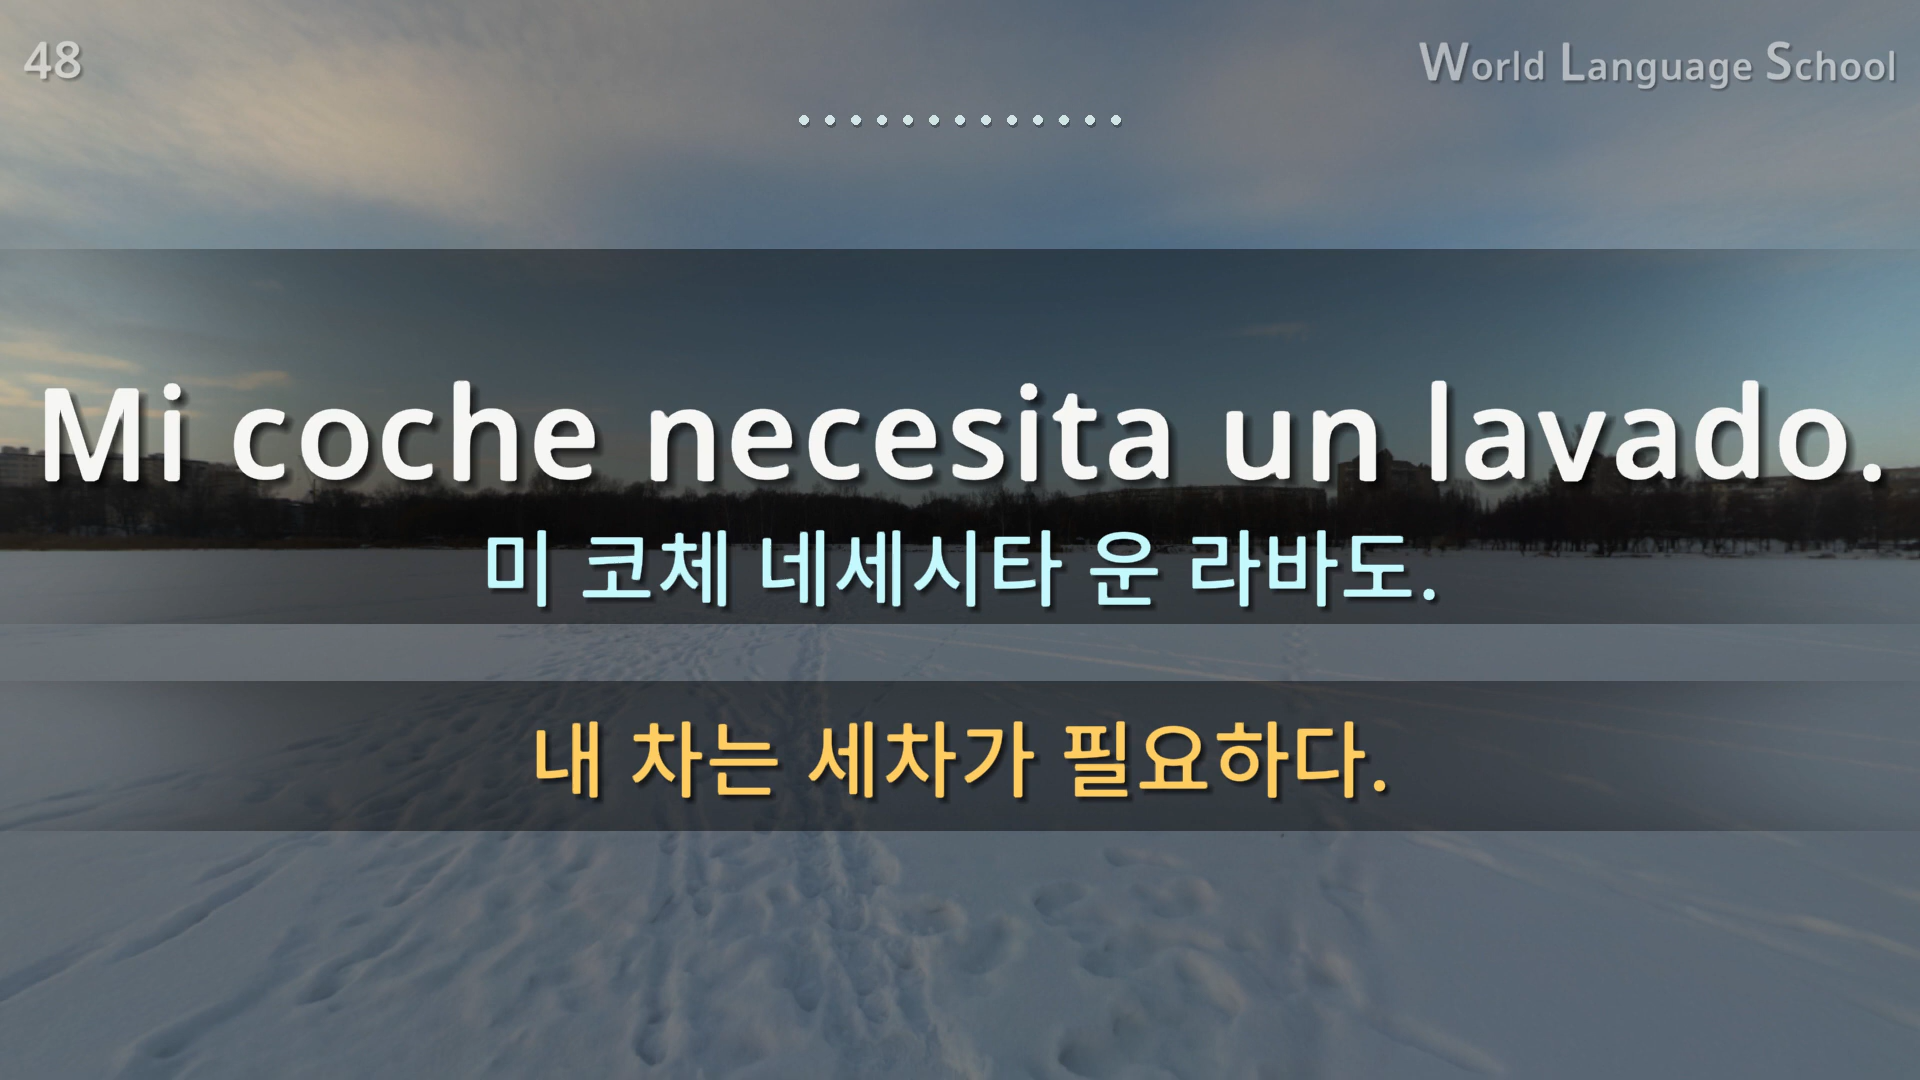 48
World Language School
Mi coche necesita un lavado.
미 코체 네세시타 운 라바도.
내 차는 세차가 필요하다.